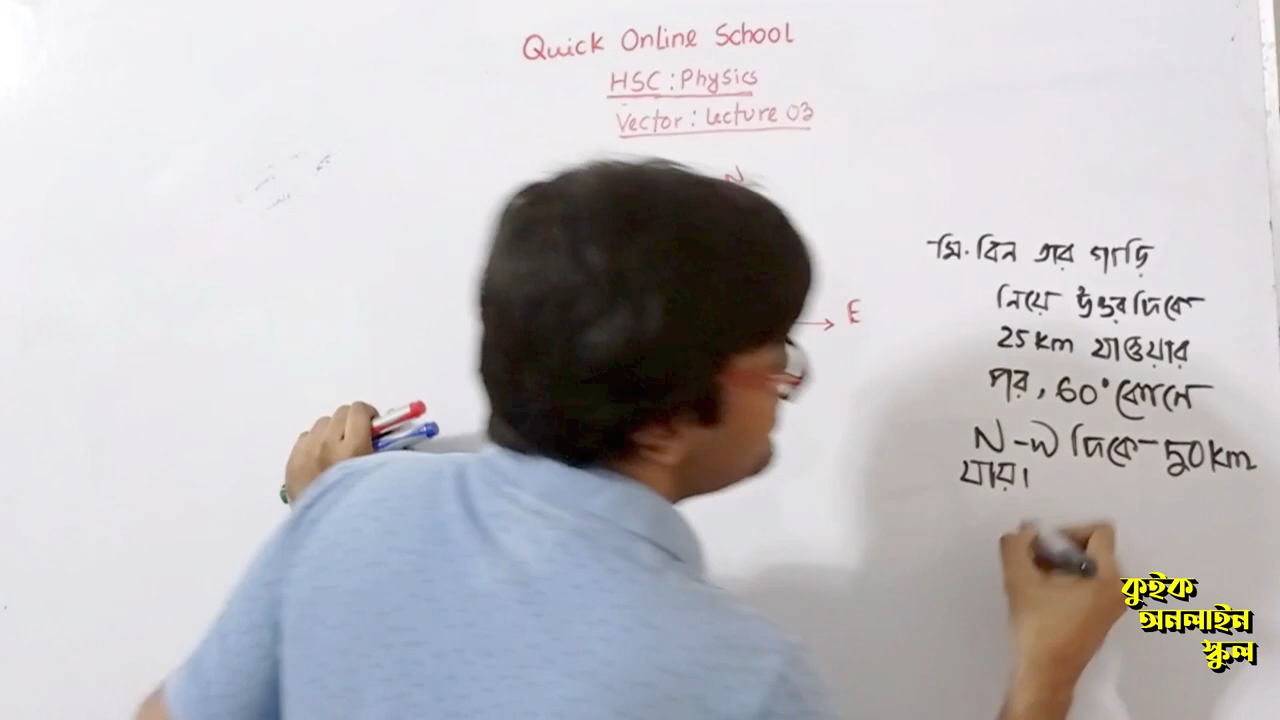 Quick Online School
HSC : Physics
Vector : Lecture 03
N
E
মি. বিন তার গাড়ি
নিয়ে উত্তর দিকে
25 km যাওয়ার
পর, 60° কোনে
N-W দিকে 50 km
যায়।
কুইক
অনলাইন
স্কুল